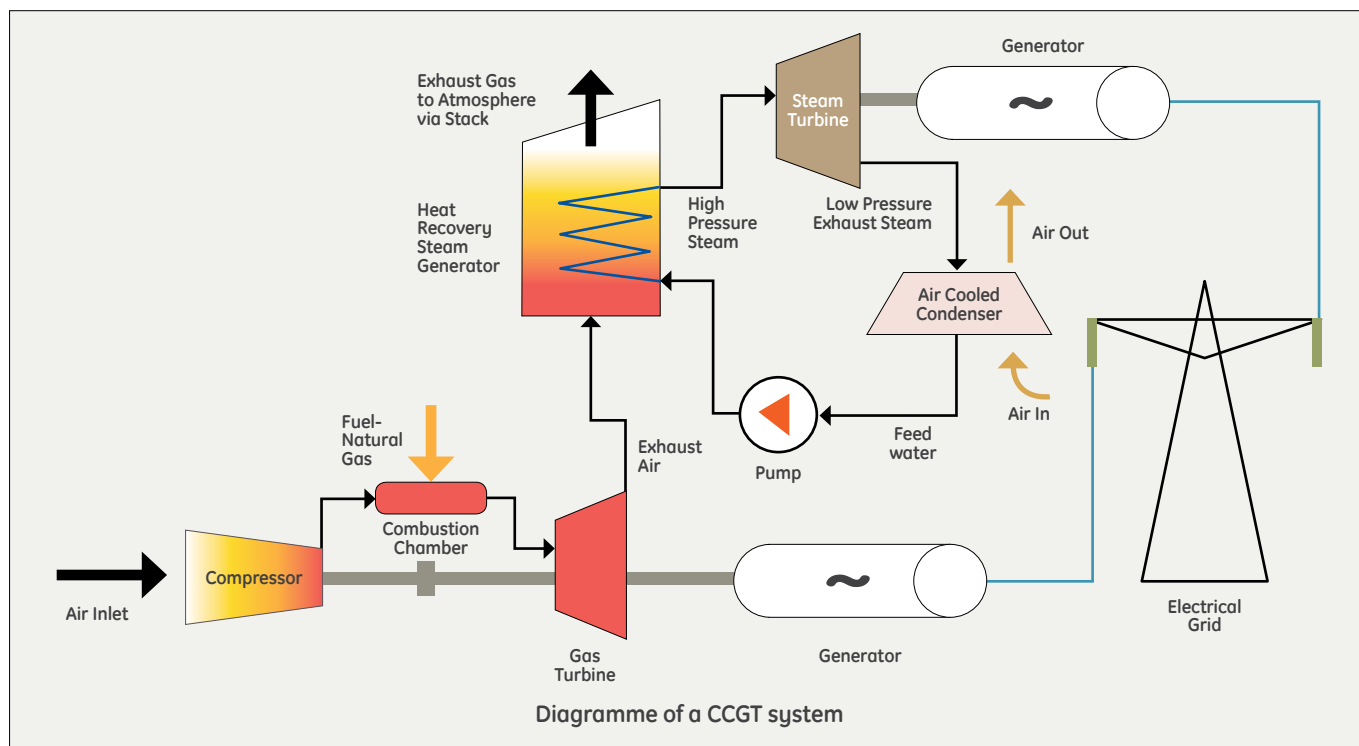 Generator
Exhaust Gas
to Atmosphere
via Stack
Steam
Turbine
Heat
Recovery
Steam
Generator
High
Pressure
Steam
Low Pressure
Exhaust Steam
Air Out
Air Cooled
Condenser
Air In
Fuel-
Natural
Gas
Exhaust
Air
Feed
water
Pump
Combustion
Chamber
Compressor
Air Inlet
Gas
Turbine
Generator
Electrical
Grid
Diagramme of a CCGT system